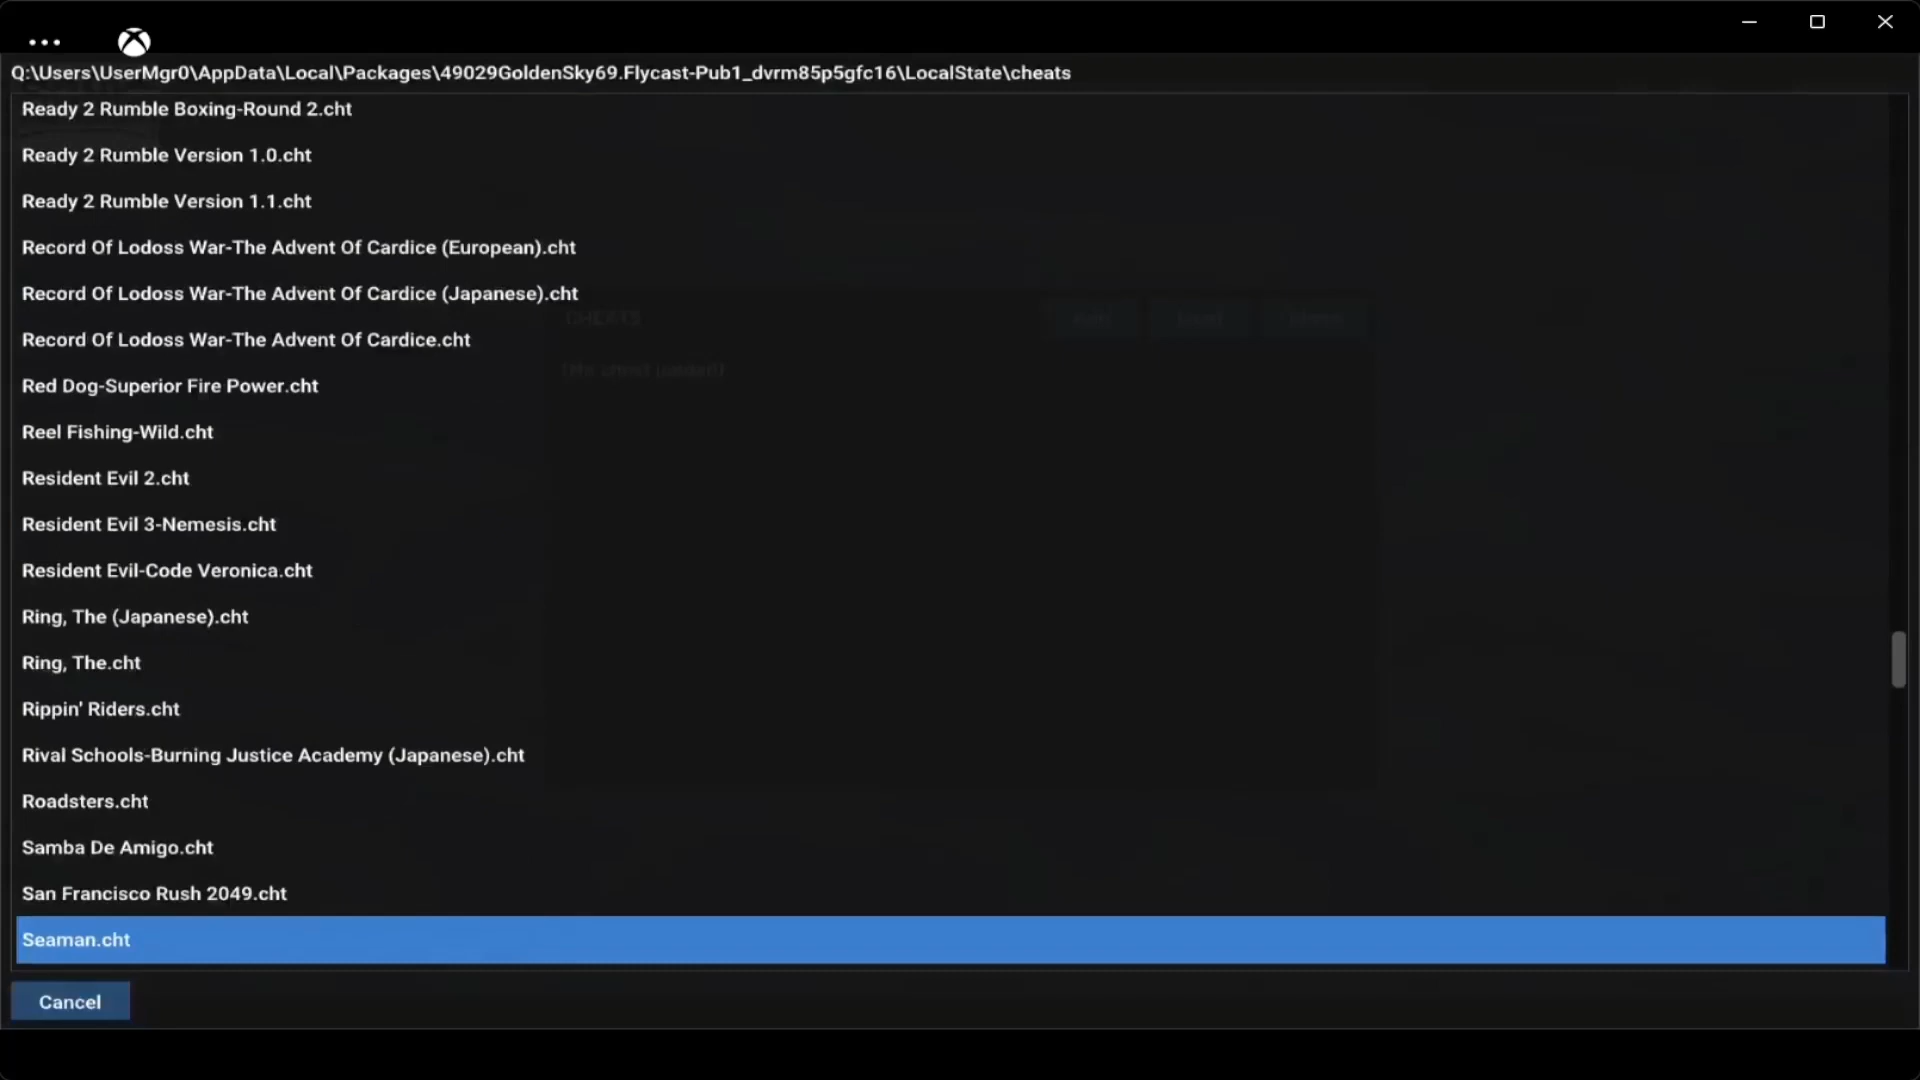 Q:\Users\UserMgr0\AppData\Local\Packages\49029GoldenSky69.Flycast-Pub1_dvrm85p5gfc16\LocalState\cheats
Ready 2 Rumble Boxing-Round 2.cht
Ready 2 Rumble Version 1.0.cht
Ready 2 Rumble Version 1.1.cht
Record Of Lodoss War-The Advent Of Cardice (European).cht
Record Of Lodoss War-The Advent Of Cardice (Japanese).cht
Record Of Lodoss War-The Advent Of Cardice.cht
Red Dog-Superior Fire Power.cht
Reel Fishing-Wild.cht
Resident Evil 2.cht
Resident Evil 3-Nemesis.cht
Resident Evil-Code Veronica.cht
Ring, The (Japanese).cht
Ring, The.cht
Rippin' Riders.cht
Rival Schools-Burning Justice Academy (Japanese).cht
Roadsters.cht
Samba De Amigo.cht
San Francisco Rush 2049.cht
Seaman.cht
Cancel